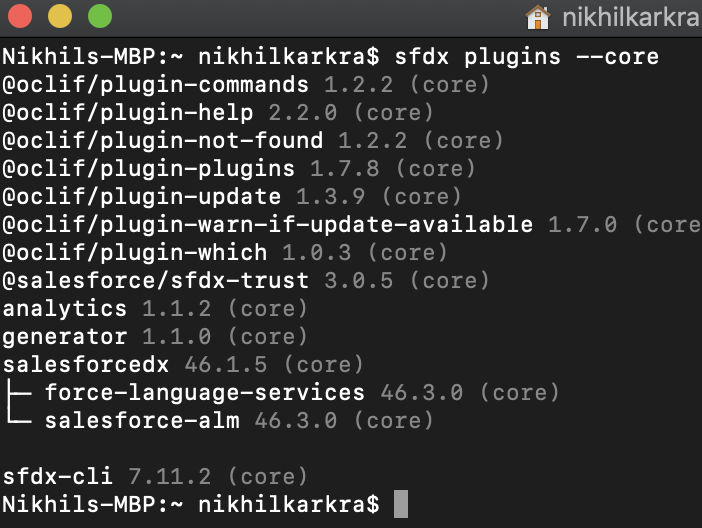 nikhilkarkra
Nikhils-MBP:~ nikhilkarkra$ sfdx plugins --core
@oclif/plugin-commands 1.2.2 (core)
@oclif/plugin-help 2.2.0 (core)
@oclif/plugin-not-found 1.2.2 (core)
@oclif/plugin-plugins 1.7.8 (core)
@oclif/plugin-update 1.3.9 (core)
@oclif/plugin-warn-if-update-available 1.7.0 (core
@oclif/plugin-which 1.0.3 (core)
@salesforce/sfdx-trust 3.0.5 (core)
analytics 1.1.2 (core)
generator 1.1.0 (core)
salesforcedx 46.1.5 (core)
├─ force-language-services 46.3.0 (core)
└─ salesforce-alm 46.3.0 (core)
sfdx-cli 7.11.2 (core)
Nikhils-MBP:~ nikhilkarkra$